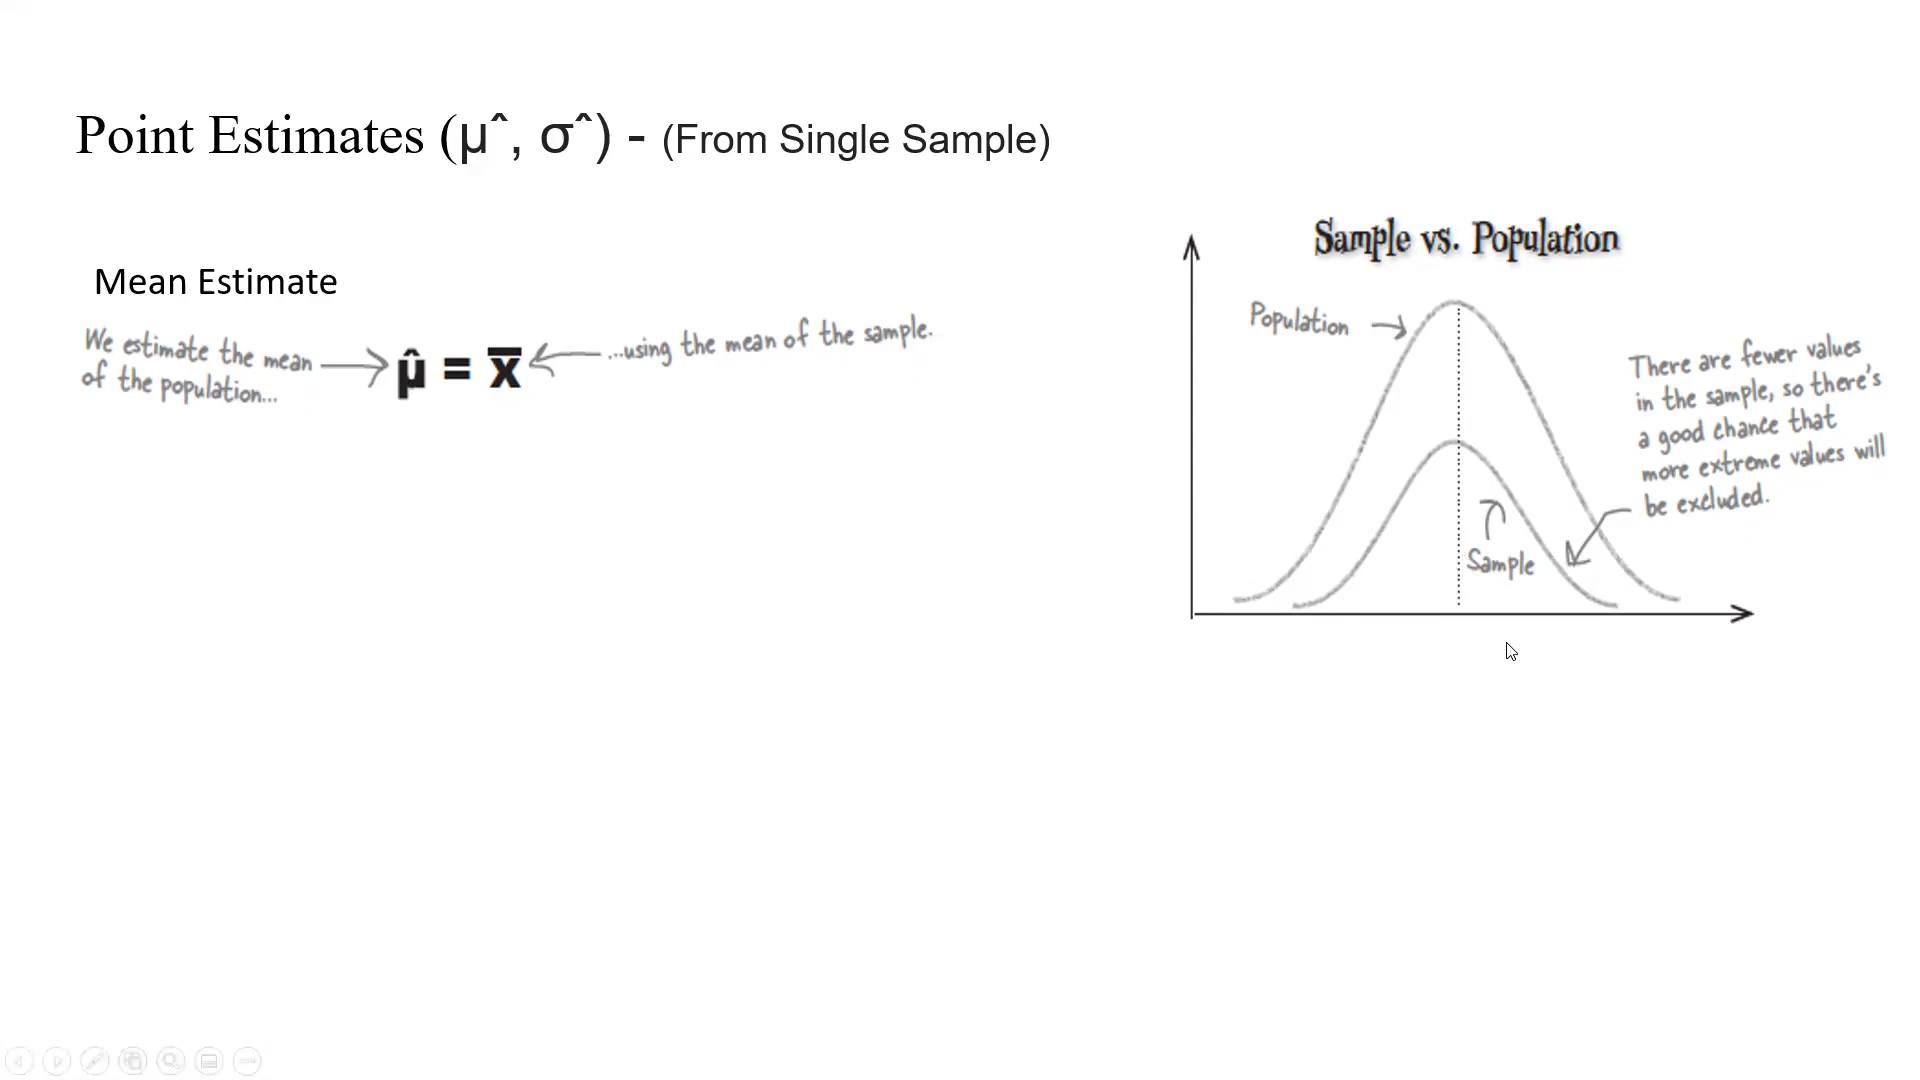 Point Estimates (μˆ, σˆ) - (From Single Sample)
Mean Estimate
We estimate the mean
of the population...
μ̂ = x̄
...using the mean of the sample.
Sample vs. Population
Population
There are fewer values
in the sample, so there's
a good chance that
more extreme values will
be excluded.
Sample